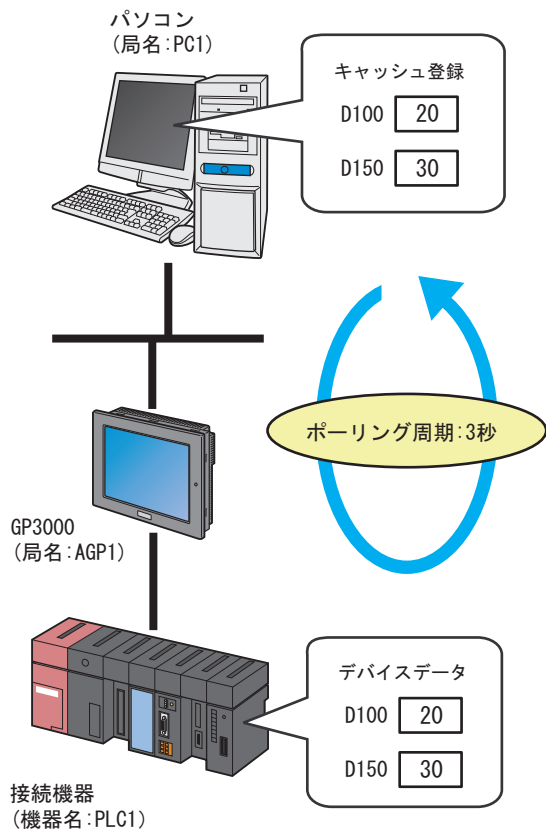 パソコン
(局名:PC1)
キャッシュ登録
D100 20
D150 30
ポーリング周期:3秒
GP3000
(局名:AGP1)
デバイスデータ
D100 20
D150 30
接続機器
(機器名:PLC1)